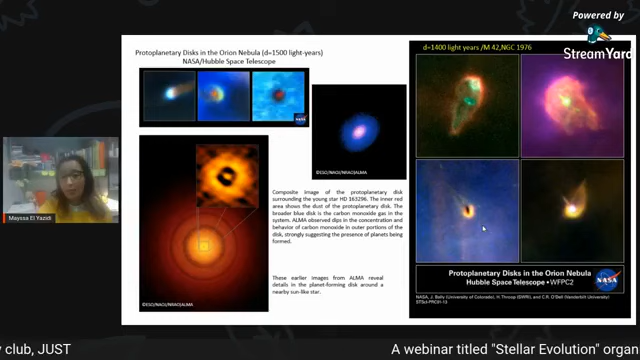 Powered by
StreamYard
Protoplanetary Disks in the Orion Nebula (d=1500 light-years)
NASA/Hubble Space Telescope
NASA
©ESO/NAOJ/NRAO/ALMA
Composite image of the protoplanetary disk
surrounding the young star HD 163296. The inner red
area shows the dust of the protoplanetary disk. The
broader blue disk is the carbon monoxide gas in the
system. ALMA observed dips in the concentration and
behavior of carbon monoxide in outer portions of the
disk, strongly suggesting the presence of planets being
formed.
These earlier images from ALMA reveal
details in the planet-forming disk around a
nearby sun-like star.
©ESO/NAOJ/NRAO/ALMA
d=1400 light years /M 42,NGC 1976
Protoplanetary Disks in the Orion Nebula
Hubble Space Telescope • WFPC2
NASA
NASA, J. Bally (University of Colorado), H. Throop (SWRI), and C.R. O'Dell (Vanderbilt University)
STScI-PRC01-13
Mayssa El Yazidi
y club, JUST
A webinar titled "Stellar Evolution" organ